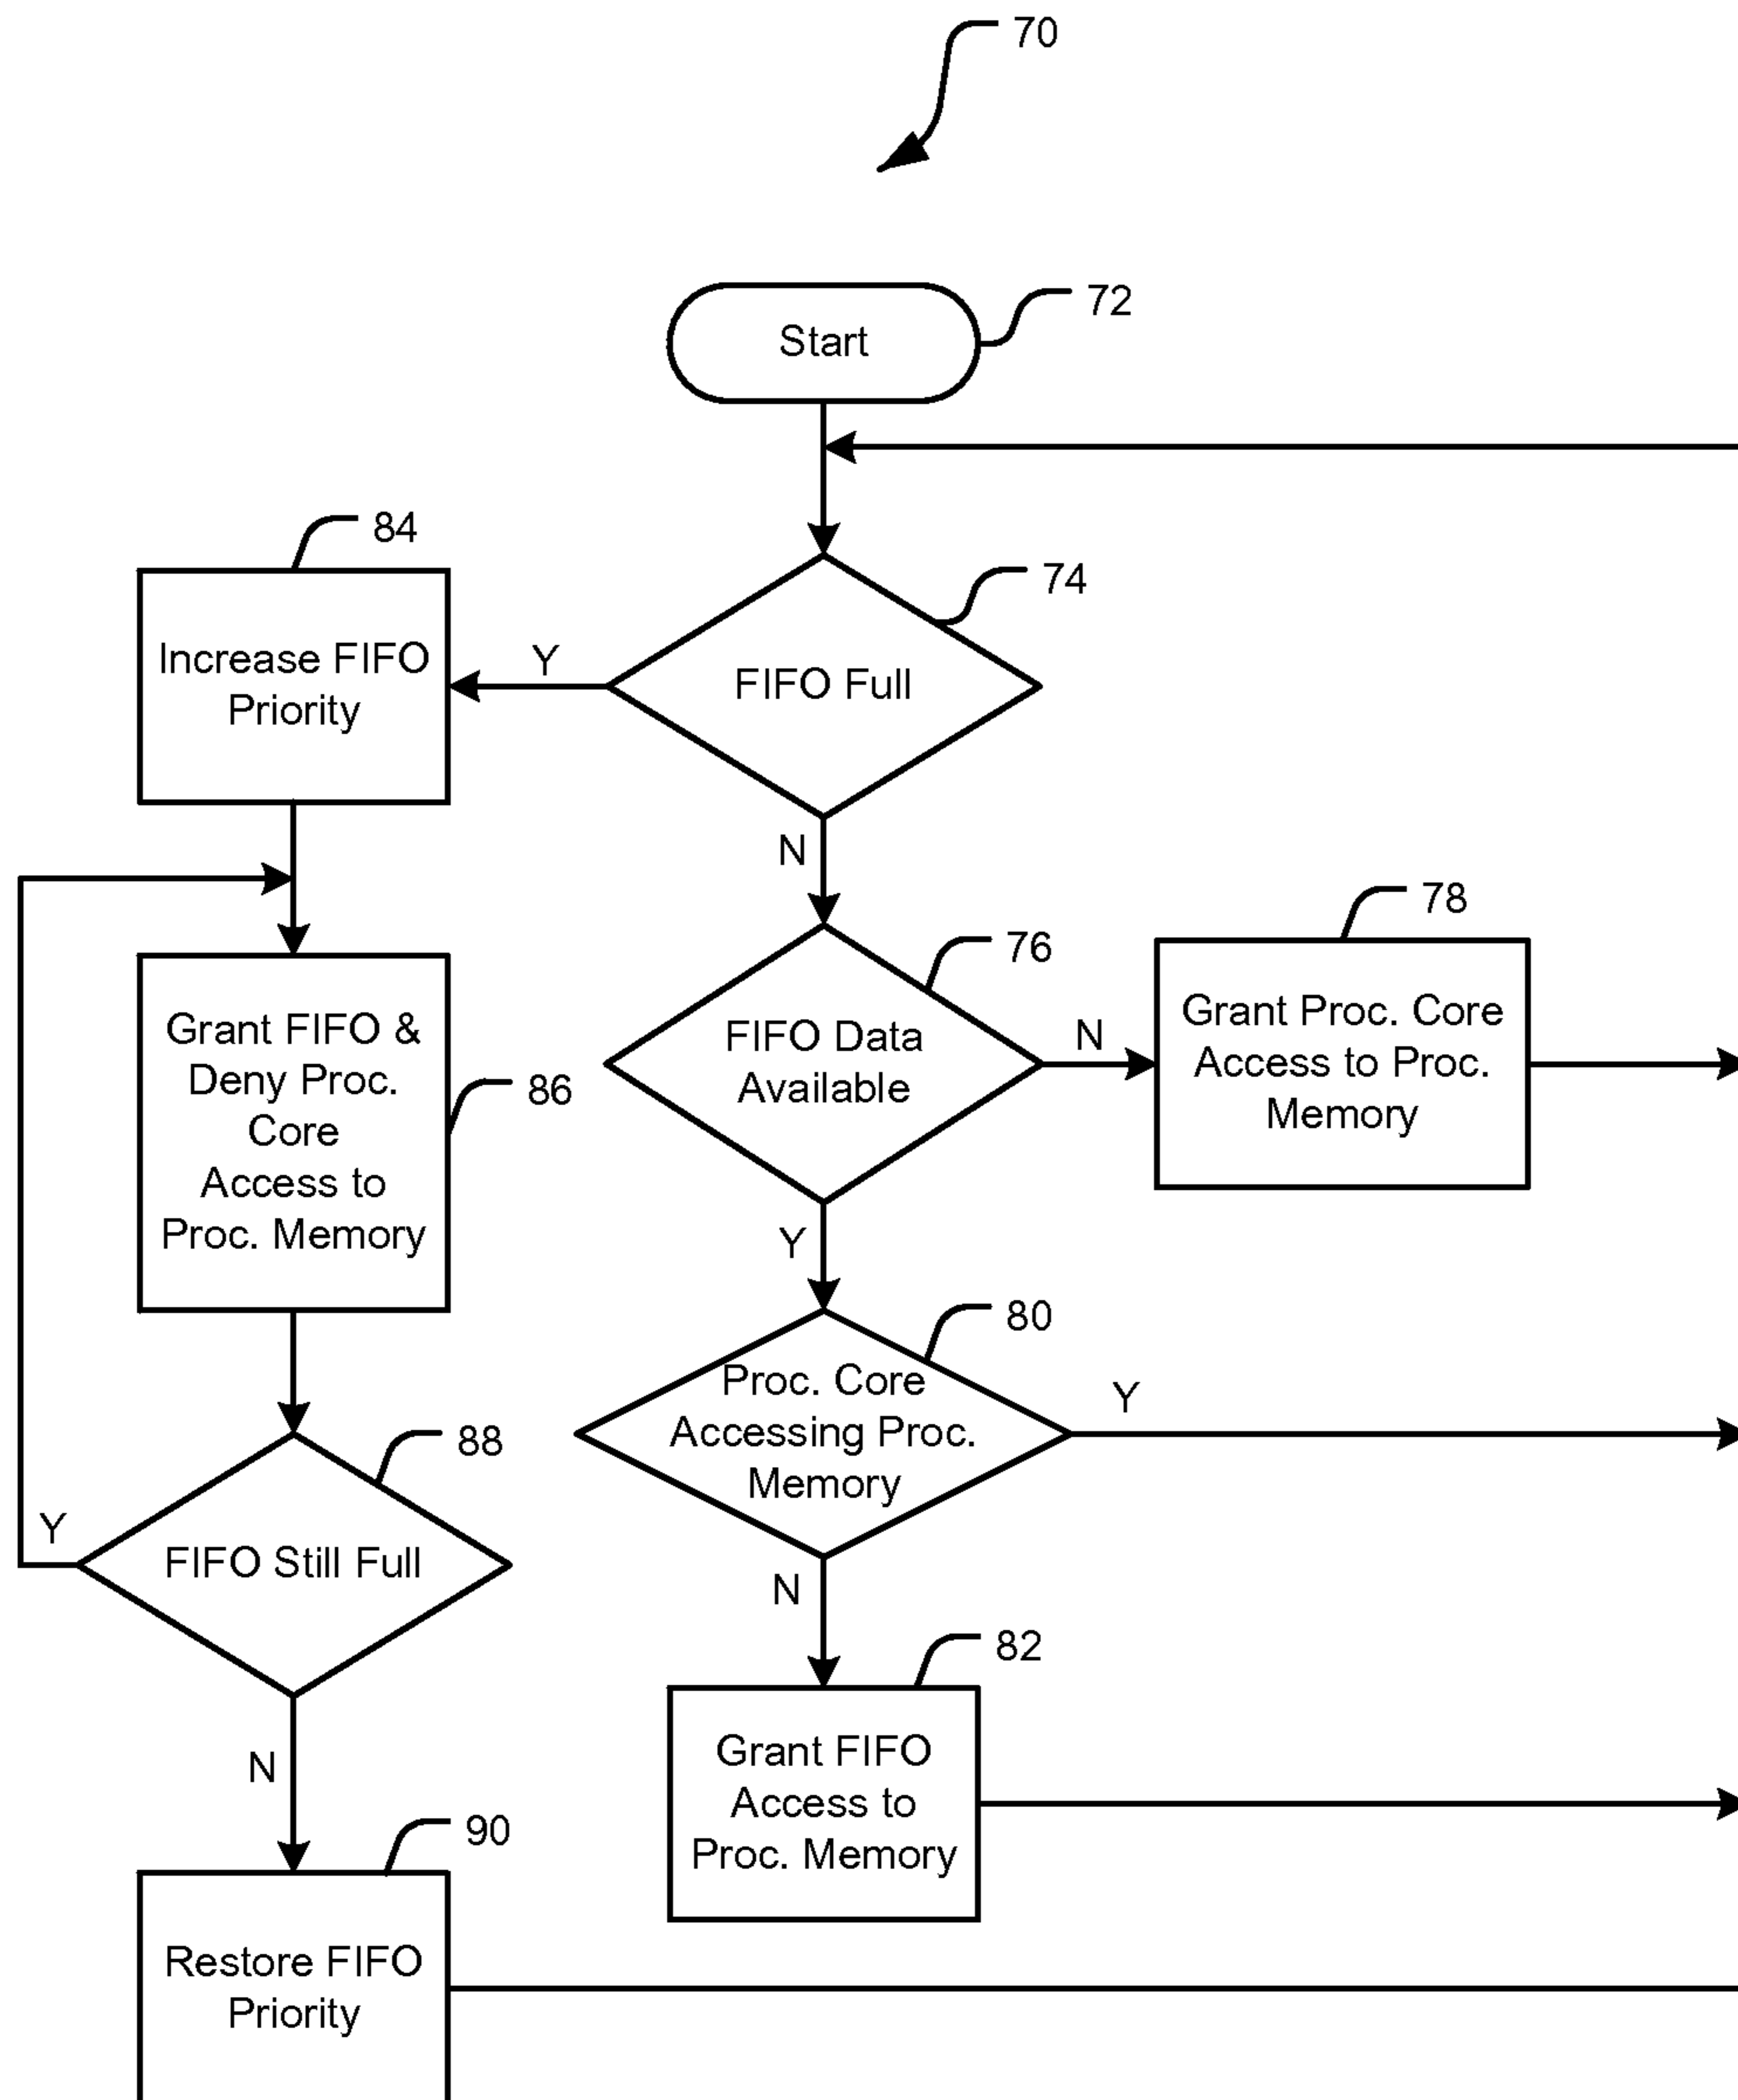 70
Start
72
84
Increase FIFO
Priority
Y
FIFO Full
74
N
Grant FIFO &
Deny Proc.
Core
Access to
Proc. Memory
86
FIFO Data
Available
76
N
78
Grant Proc. Core
Access to Proc.
Memory
Y
Proc. Core
Accessing Proc.
Memory
80
Y
88
FIFO Still Full
Y
N
N
82
Grant FIFO
Access to
Proc. Memory
90
Restore FIFO
Priority